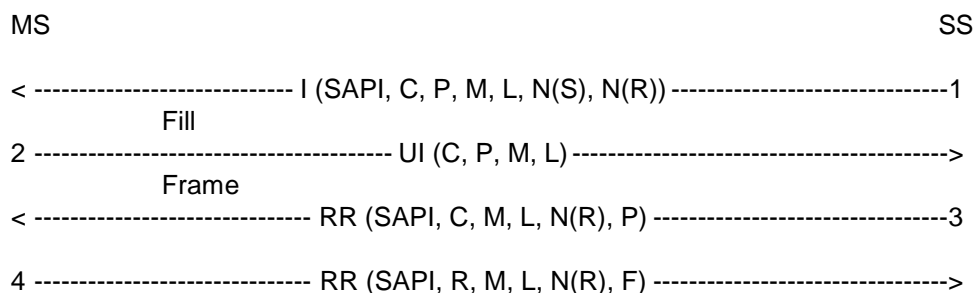 MS SS
< ----------------------------- I (SAPI, C, P, M, L, N(S), N(R)) -------------------------------1
Fill
2 ---------------------------------------- UI (C, P, M, L) ------------------------------------------>
Frame
< ------------------------------- RR (SAPI, C, M, L, N(R), P) ---------------------------------3
4 ------------------------------- RR (SAPI, R, M, L, N(R), F) --------------------------------->